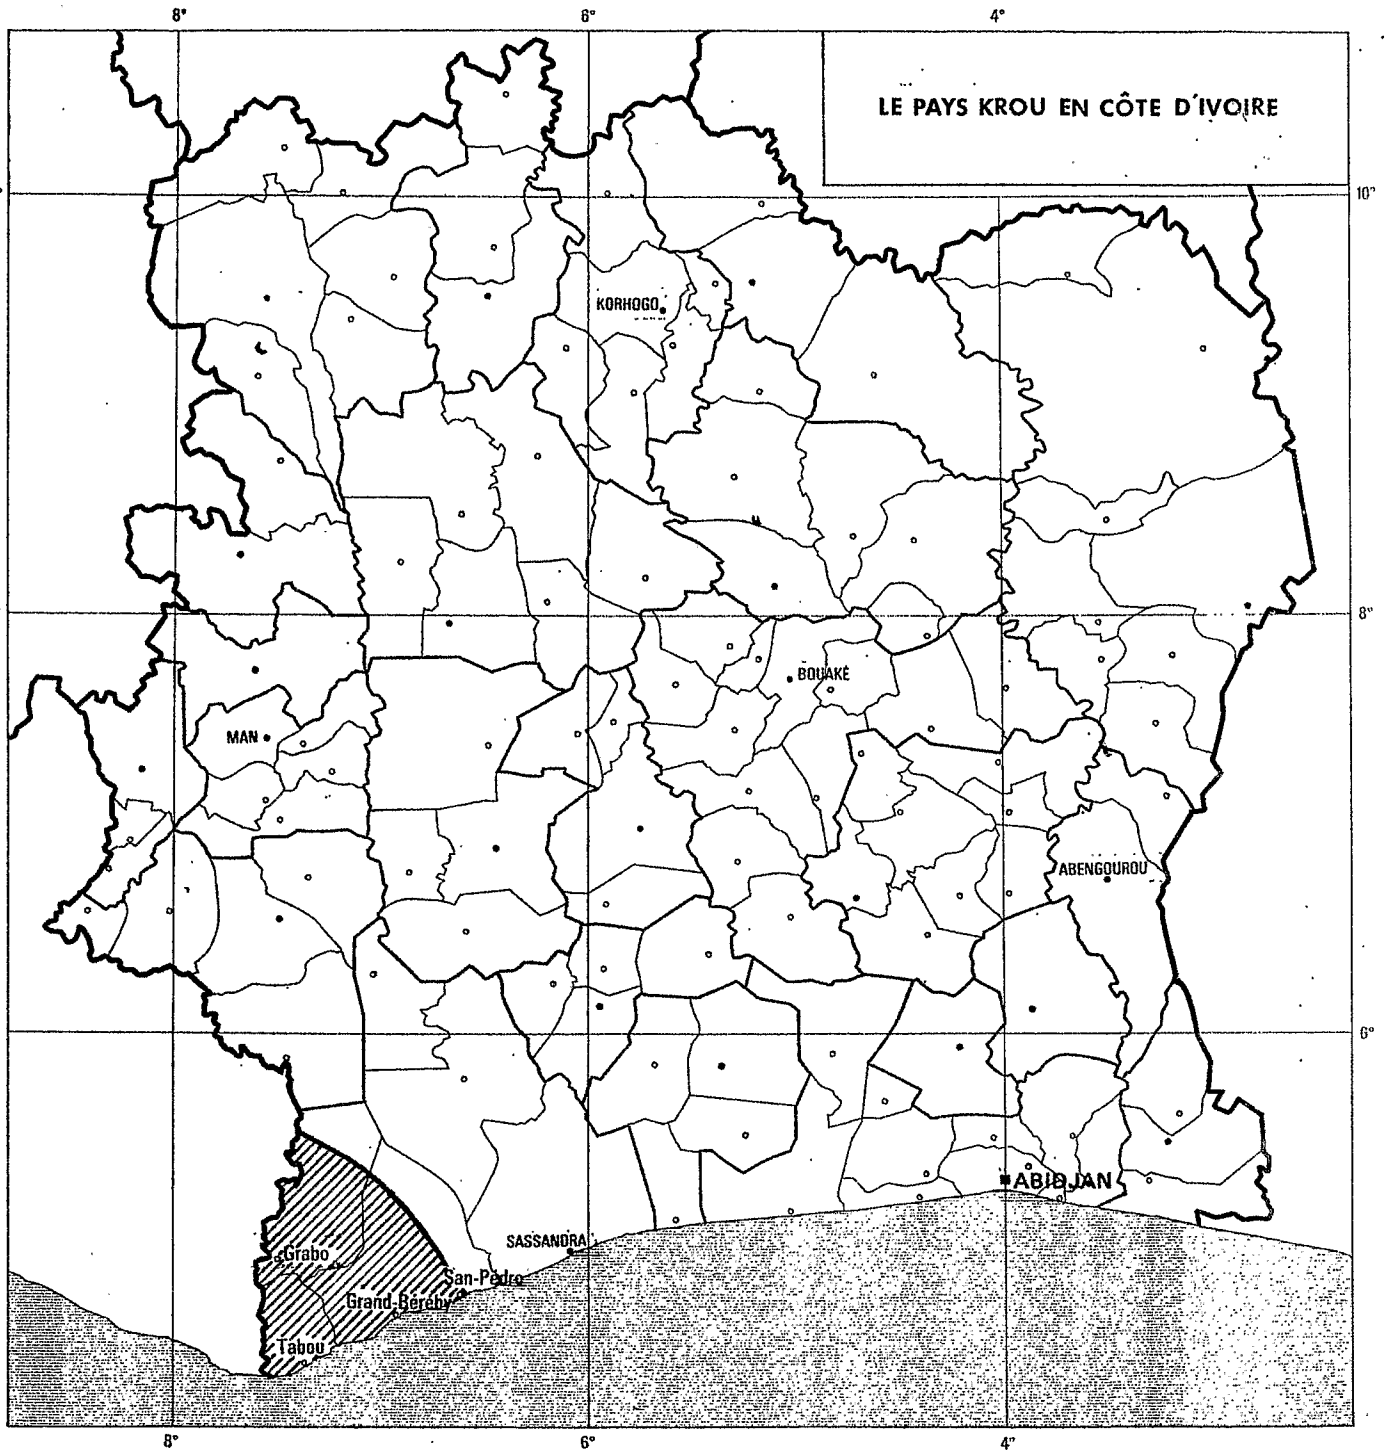 8°
6°
4°
LE PAYS KROU EN CÔTE D'IVOIRE
10°
KORHOGO
8°
BOUAKÉ
MAN
ABENGOUROU
6°
ABIDJAN
SASSANDRA
Grabo
San-Pédro
Grand-Béréby
Tabou
8°
6°
4°